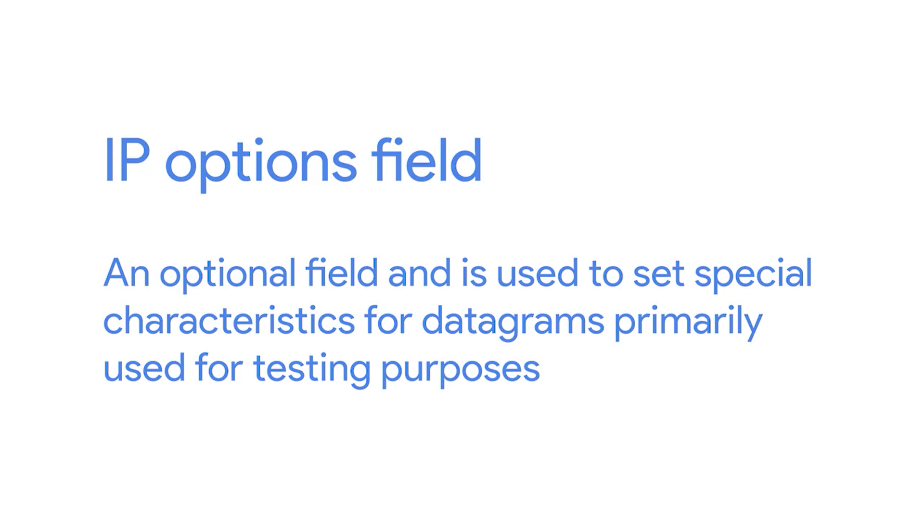 IP options field
An optional field and is used to set special
characteristics for datagrams primarily
used for testing purposes